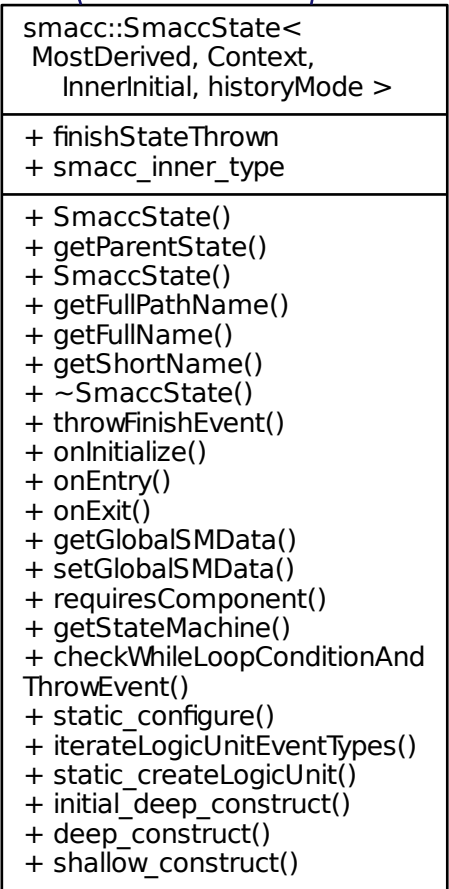 smacc::SmaccState<
MostDerived, Context,
InnerInitial, historyMode >
+ finishStateThrown
+ smacc_inner_type
+ SmaccState()
+ getParentState()
+ SmaccState()
+ getFullPathName()
+ getFullName()
+ getShortName()
+ ~SmaccState()
+ throwFinishEvent()
+ onInitialize()
+ onEntry()
+ onExit()
+ getGlobalSMData()
+ setGlobalSMData()
+ requiresComponent()
+ getStateMachine()
+ checkWhileLoopConditionAnd
ThrowEvent()
+ static_configure()
+ iterateLogicUnitEventTypes()
+ static_createLogicUnit()
+ initial_deep_construct()
+ deep_construct()
+ shallow_construct()